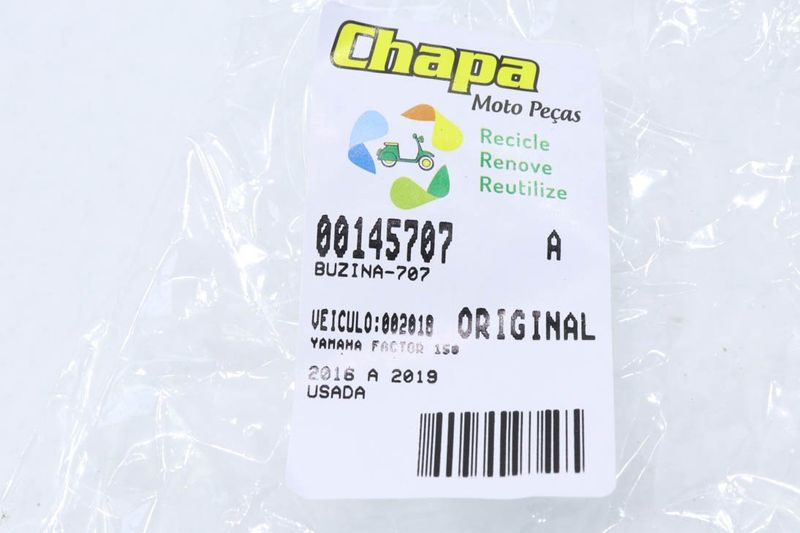 Chapa
Moto Peças
Recicle
Renove
Reutilize
00145707 A
BUZINA-707
VEICULO:002018 ORIGINAL
YAMAHA FACTOR 150
2016 A 2019
USADA